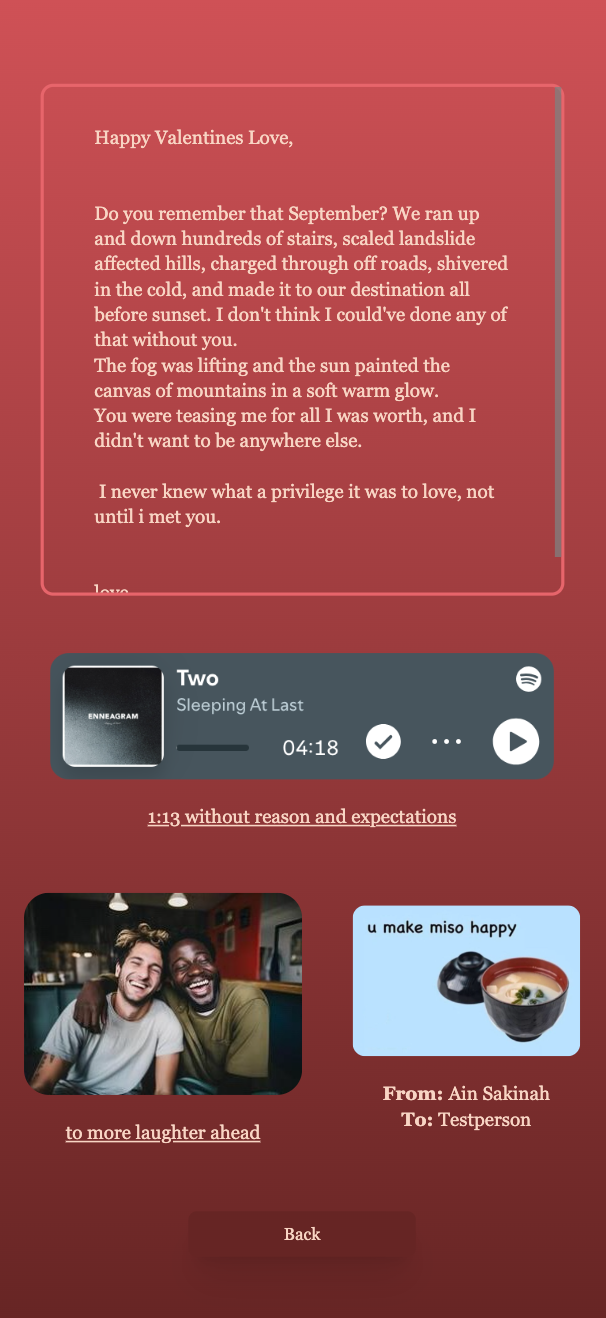 Happy Valentines Love,
Do you remember that September? We ran up
and down hundreds of stairs, scaled landslide
affected hills, charged through off roads, shivered
in the cold, and made it to our destination all
before sunset. I don't think I could've done any of
that without you.
The fog was lifting and the sun painted the
canvas of mountains in a soft warm glow.
You were teasing me for all I was worth, and I
didn't want to be anywhere else.
I never knew what a privilege it was to love, not
until i met you.
love
ENNEAGRAM
Two
Sleeping At Last
04:18
1:13 without reason and expectations
to more laughter ahead
u make miso happy
From: Ain Sakinah
To: Testperson
Back